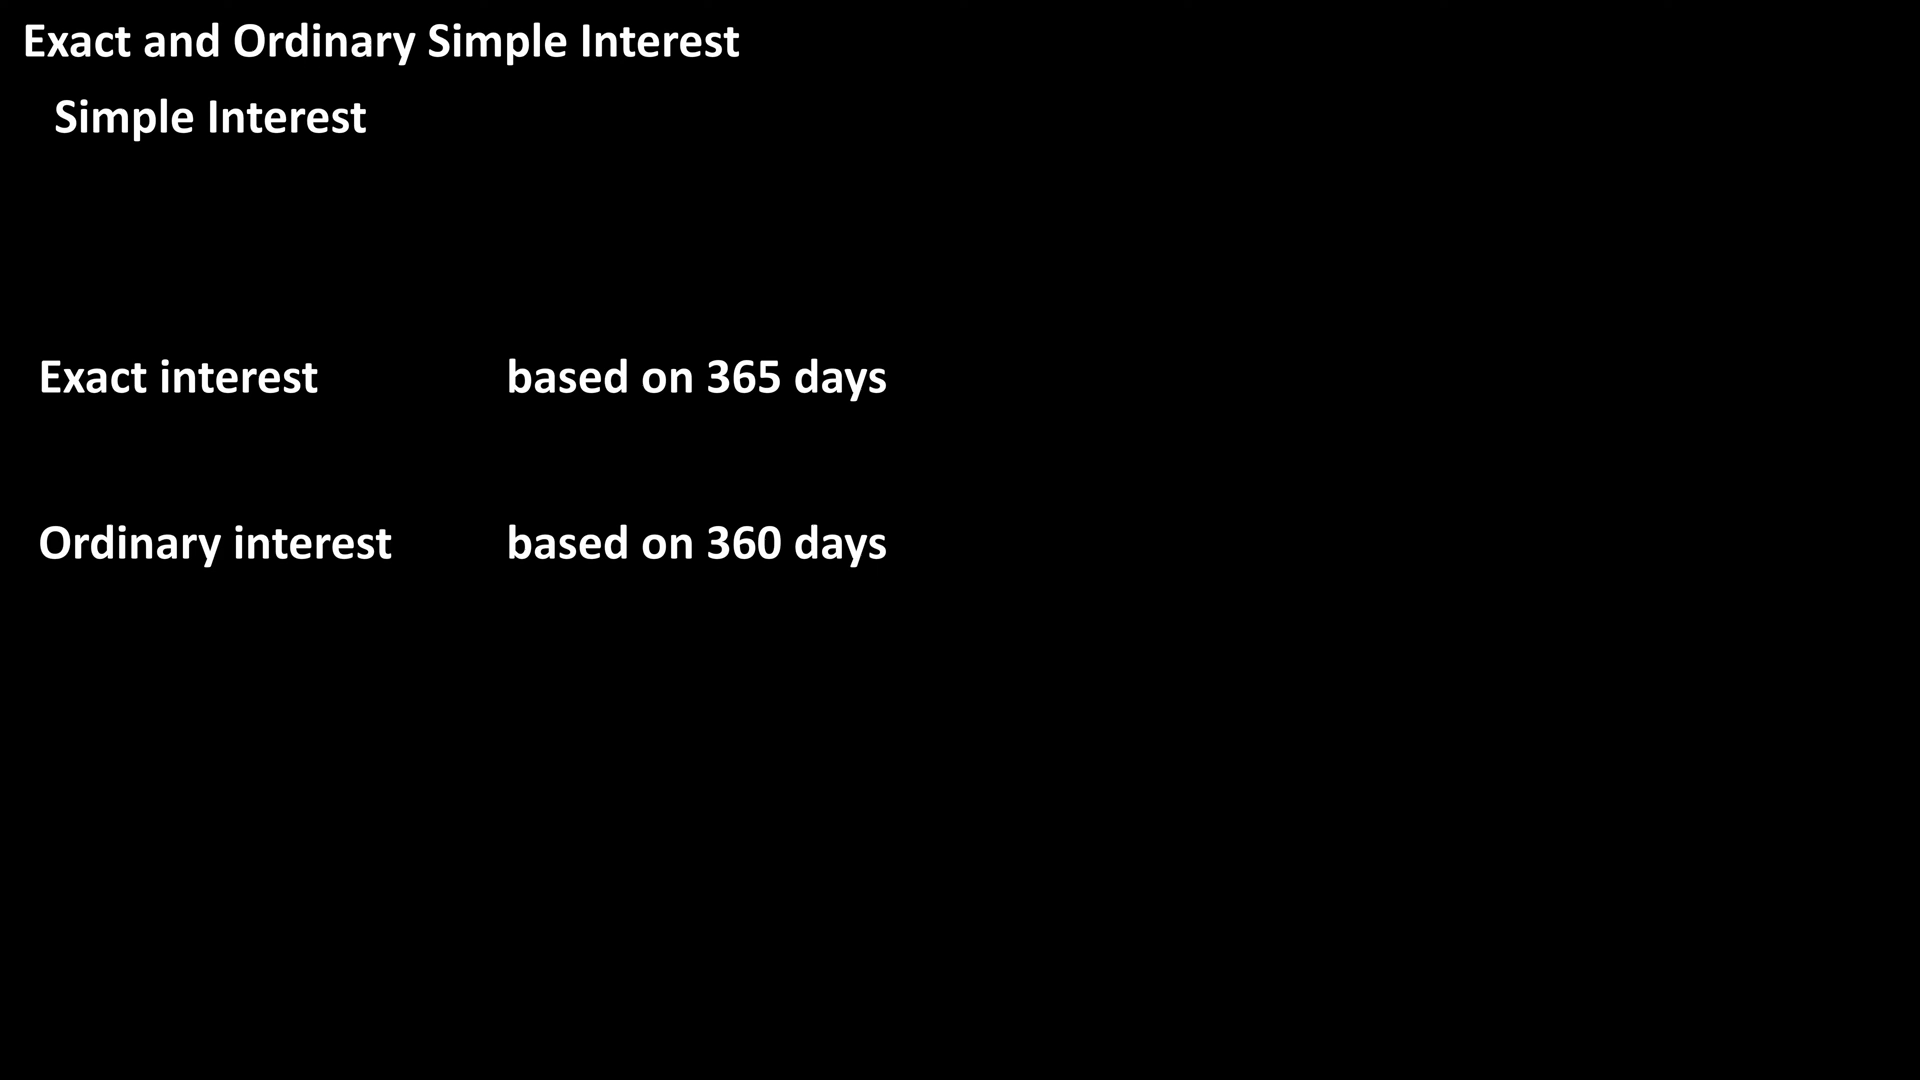 Exact and Ordinary Simple Interest
Simple Interest
Exact interest based on 365 days
Ordinary interest based on 360 days